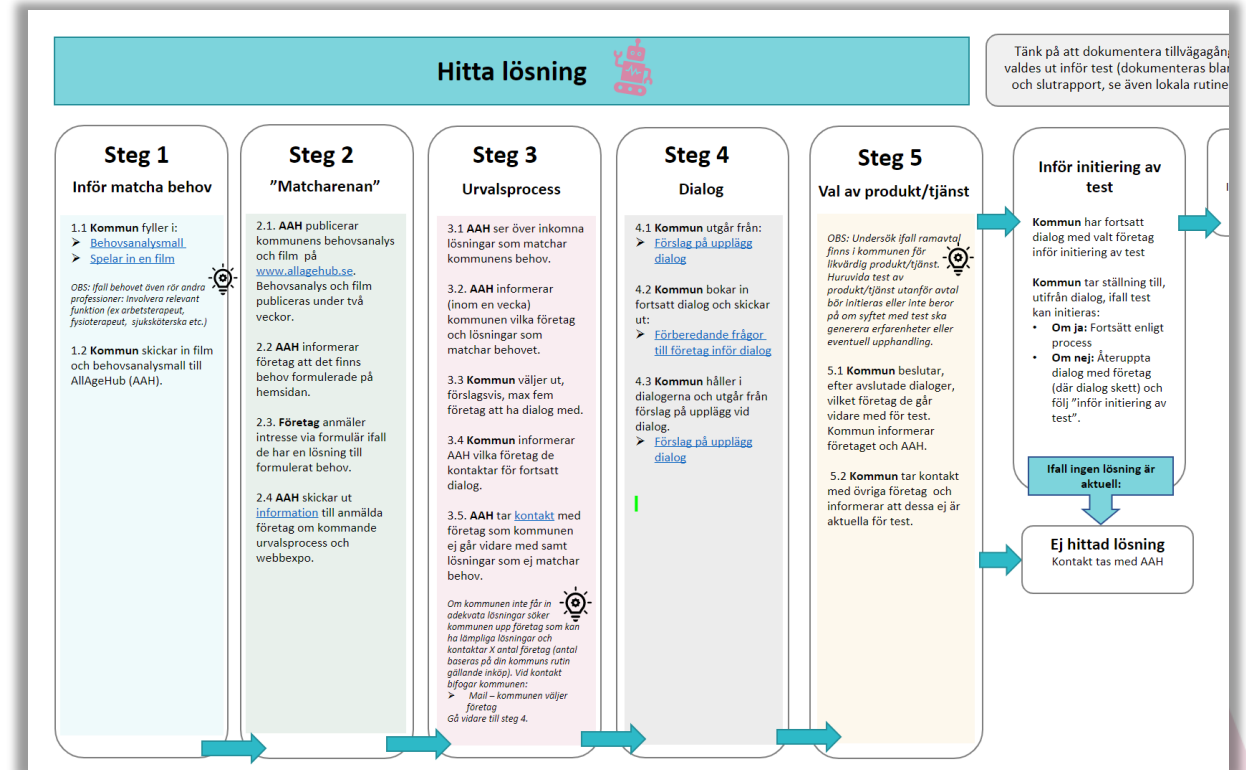 Hitta lösning
Tänk på att dokumentera tillvägagång
valdes ut inför test (dokumenteras blan
och slutrapport, se även lokala rutine
Steg 1
Inför matcha behov
1.1 Kommun fyller i:
➢ Behovsanalysmall
➢ Spelar in en film
OBS: Ifall behovet även rör andra
professioner: Involvera relevant
funktion (ex arbetsterapeut,
fysioterapeut, sjuksköterska etc.)
1.2 Kommun skickar in film
och behovsanalysmall till
AllAgeHub (AAH).
Steg 2
”Matcharenan”
2.1. AAH publicerar
kommunens behovsanalys
och film på
www.allagehub.se.
Behovsanalys och film
publiceras under två
veckor.
2.2 AAH informerar
företag att det finns
behov formulerade på
hemsidan.
2.3. Företag anmäler
intresse via formulär ifall
de har en lösning till
formulerat behov.
2.4 AAH skickar ut
information till anmälda
företag om kommande
urvalsprocess och
webbexpo.
Steg 3
Urvalsprocess
3.1 AAH ser över inkomna
lösningar som matchar
kommunens behov.
3.2. AAH informerar
(inom en vecka)
kommunen vilka företag
och lösningar som
matchar behovet.
3.3 Kommun väljer ut,
förslagsvis, max fem
företag att ha dialog med.
3.4 Kommun informerar
AAH vilka företag de
kontaktar för fortsatt
dialog.
3.5. AAH tar kontakt med
företag som kommunen
ej går vidare med samt
lösningar som ej matchar
behov.
Om kommunen inte får in
adekvata lösningar söker
kommunen upp företag som kan
ha lämpliga lösningar och
kontaktar X antal företag (antal
baseras på din kommuns rutin
gällande inköp). Vid kontakt
bifogar kommunen:
➢ Mail – kommunen väljer
företag
Gå vidare till steg 4.
Steg 4
Dialog
4.1 Kommun utgår från:
➢ Förslag på upplägg
dialog
4.2 Kommun bokar in
fortsatt dialog och skickar
ut:
➢ Förberedande frågor
till företag inför dialog
4.3 Kommun håller i
dialogerna och utgår från
förslag på upplägg vid
dialog.
➢ Förslag på upplägg
dialog
Steg 5
Val av produkt/tjänst
OBS: Undersök ifall ramavtal
finns i kommunen för
likvärdig produkt/tjänst.
Huruvida test av
produkt/tjänst utanför avtal
bör initieras eller inte beror
på om syftet med test ska
generera erfarenheter eller
eventuell upphandling.
5.1 Kommun beslutar,
efter avslutade dialoger,
vilket företag de går
vidare med för test.
Kommun informerar
företaget och AAH.
5.2 Kommun tar kontakt
med övriga företag och
informerar att dessa ej är
aktuella för test.
Inför initiering av
test
Kommun har fortsatt
dialog med valt företag
inför initiering av test
Kommun tar ställning till,
utifrån dialog, ifall test
kan initieras:
• Om ja: Fortsätt enligt
process
• Om nej: Återuppta
dialog med företag
(där dialog skett) och
följ ”inför initiering av
test”.
Ifall ingen lösning är
aktuell:
Ej hittad lösning
Kontakt tas med AAH